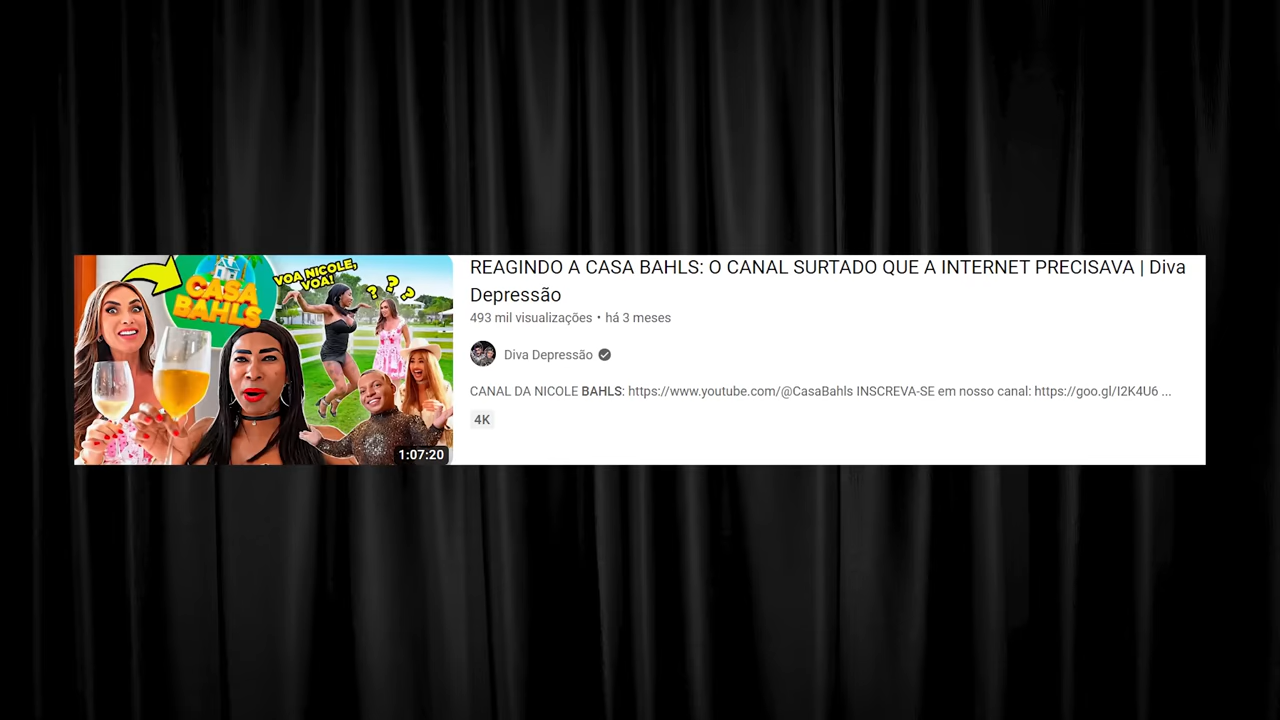 CASA
BAHLS
VOA NICOLE,
VOA!
? ? ?
1:07:20
REAGINDO A CASA BAHLS: O CANAL SURTADO QUE A INTERNET PRECISAVA | Diva
Depressão
493 mil visualizações • há 3 meses
Diva Depressão
CANAL DA NICOLE BAHLS: https://www.youtube.com/@CasaBahls INSCREVA-SE em nosso canal: https://goo.gl/I2K4U6 ...
4K